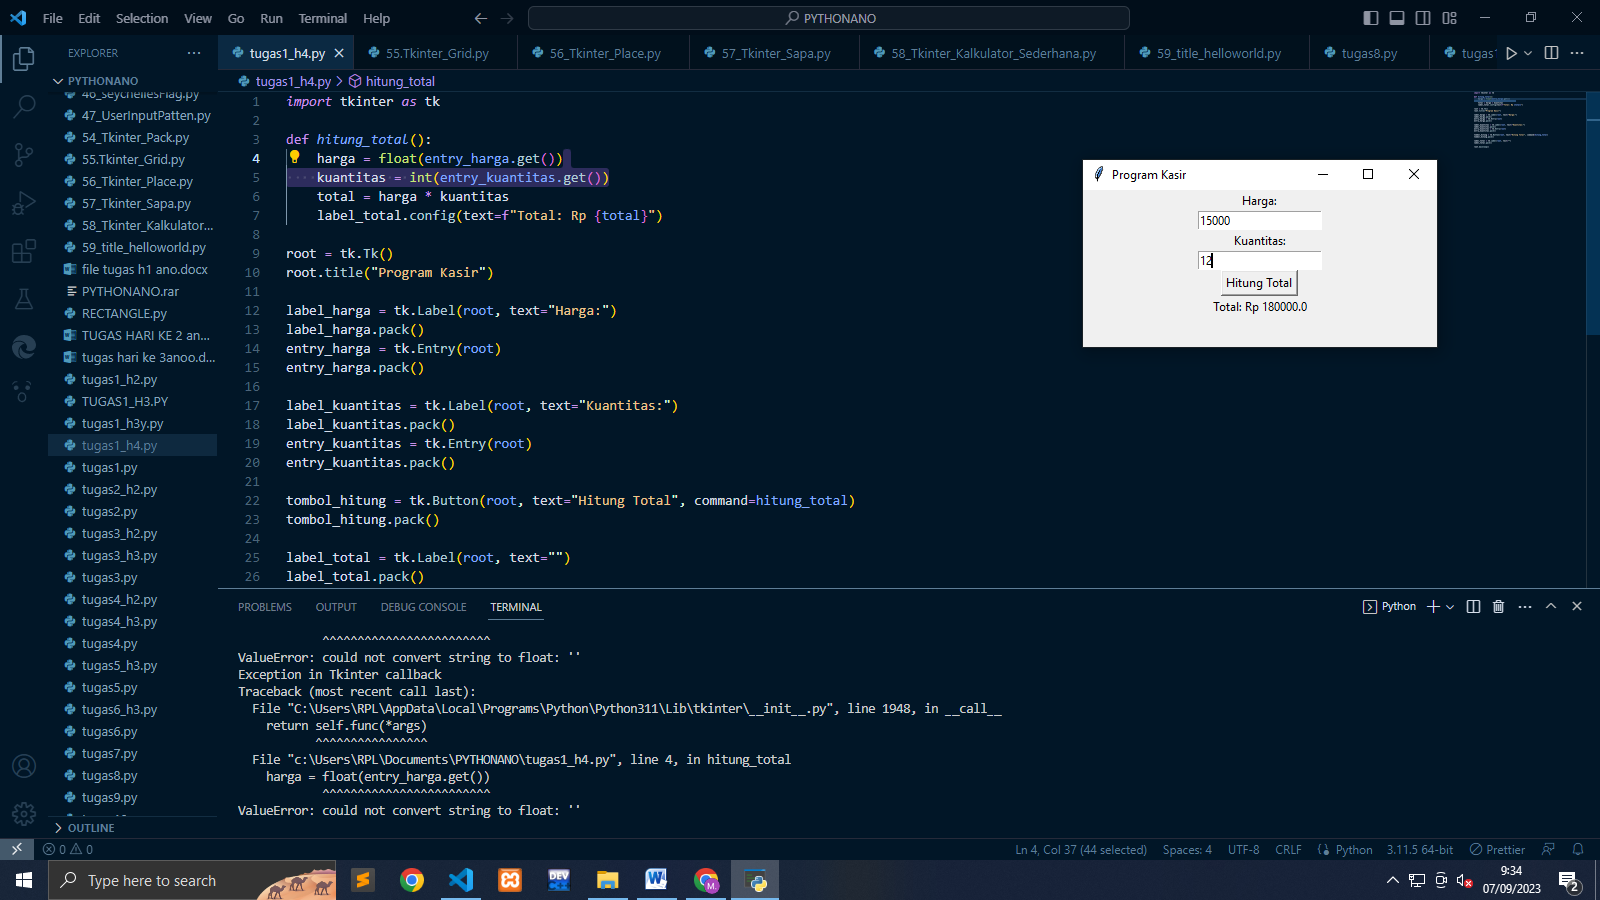 File Edit Selection View Go Run Terminal Help
PYTHONANO
EXPLORER
PYTHONANO
46_seychellesFlag.py
47_UserInputPatten.py
54_Tkinter_Pack.py
55.Tkinter_Grid.py
56_Tkinter_Place.py
57_Tkinter_Sapa.py
58_Tkinter_Kalkulator...
59_title_helloworld.py
file tugas h1 ano.docx
PYTHONANO.rar
RECTANGLE.py
TUGAS HARI KE 2 an...
tugas hari ke 3anoo.d...
tugas1_h2.py
TUGAS1_H3.PY
tugas1_h3y.py
tugas1_h4.py
tugas1.py
tugas2_h2.py
tugas2.py
tugas3_h2.py
tugas3_h3.py
tugas3.py
tugas4_h2.py
tugas4_h3.py
tugas4.py
tugas5_h3.py
tugas5.py
tugas6_h3.py
tugas6.py
tugas7.py
tugas8.py
tugas9.py
OUTLINE
tugas1_h4.py 55.Tkinter_Grid.py 56_Tkinter_Place.py 57_Tkinter_Sapa.py 58_Tkinter_Kalkulator_Sederhana.py 59_title_helloworld.py tugas8.py tugas
tugas1_h4.py > hitung_total
1 import tkinter as tk
2
3 def hitung_total():
4 harga = float(entry_harga.get())
5 kuantitas = int(entry_kuantitas.get())
6 total = harga * kuantitas
7 label_total.config(text=f"Total: Rp {total}")
8
9 root = tk.Tk()
10 root.title("Program Kasir")
11
12 label_harga = tk.Label(root, text="Harga:")
13 label_harga.pack()
14 entry_harga = tk.Entry(root)
15 entry_harga.pack()
16
17 label_kuantitas = tk.Label(root, text="Kuantitas:")
18 label_kuantitas.pack()
19 entry_kuantitas = tk.Entry(root)
20 entry_kuantitas.pack()
21
22 tombol_hitung = tk.Button(root, text="Hitung Total", command=hitung_total)
23 tombol_hitung.pack()
24
25 label_total = tk.Label(root, text="")
26 label_total.pack()
Program Kasir
Harga:
15000
Kuantitas:
12
Hitung Total
Total: Rp 180000.0
PROBLEMS OUTPUT DEBUG CONSOLE TERMINAL
Python
^^^^^^^^^^^^^^^^^^^^^^^^
ValueError: could not convert string to float: ''
Exception in Tkinter callback
Traceback (most recent call last):
File "C:\Users\RPL\AppData\Local\Programs\Python\Python311\Lib\tkinter\__init__.py", line 1948, in __call__
return self.func(*args)
^^^^^^^^^^^^^^^^
File "c:\Users\RPL\Documents\PYTHONANO\tugas1_h4.py", line 4, in hitung_total
harga = float(entry_harga.get())
^^^^^^^^^^^^^^^^^^^^^^^^
ValueError: could not convert string to float: ''
0 0
Ln 4, Col 37 (44 selected) Spaces: 4 UTF-8 CRLF Python 3.11.5 64-bit Prettier
Type here to search
DEV
M.
9:34
07/09/2023
2